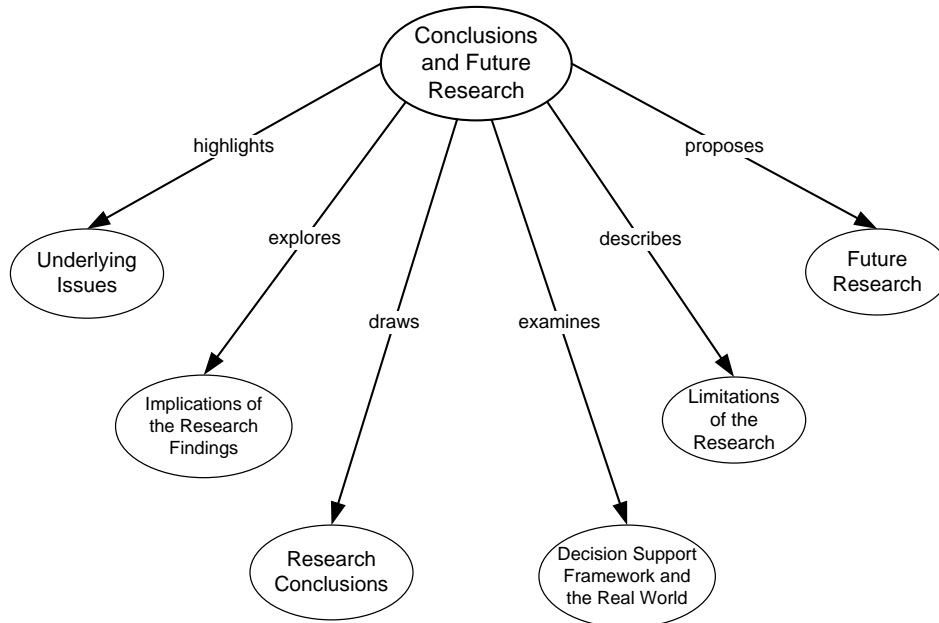 Conclusions
and Future
Research
highlights
proposes
explores
describes
Underlying
Issues
Future
Research
draws
examines
Implications of
the Research
Findings
Limitations
of the
Research
Research
Conclusions
Decision Support
Framework and
the Real World